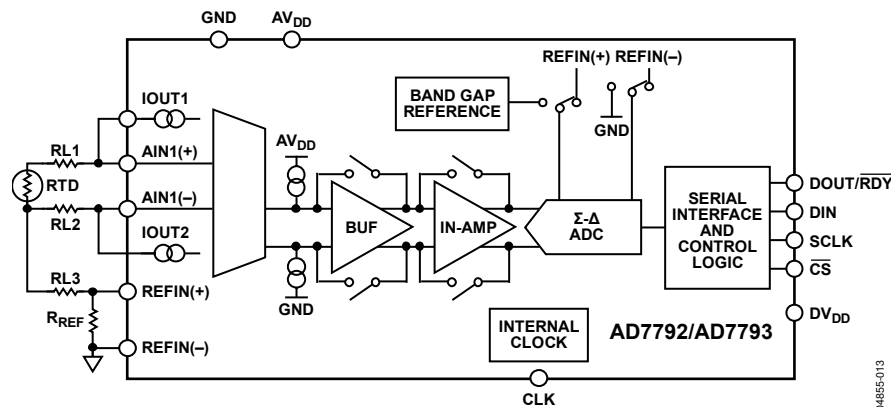 GND
AVDD
IOUT1
BAND GAP
REFERENCE
REFIN(+)
REFIN(–)
GND
RL1
AIN1(+)
AVDD
RTD
AIN1(–)
RL2
BUF
IN-AMP
Σ-Δ
ADC
SERIAL
INTERFACE
AND
CONTROL
LOGIC
DOUT/RDY
DIN
SCLK
CS
IOUT2
RL3
REFIN(+)
GND
RREF
REFIN(–)
INTERNAL
CLOCK
AD7792/AD7793
DVDD
CLK